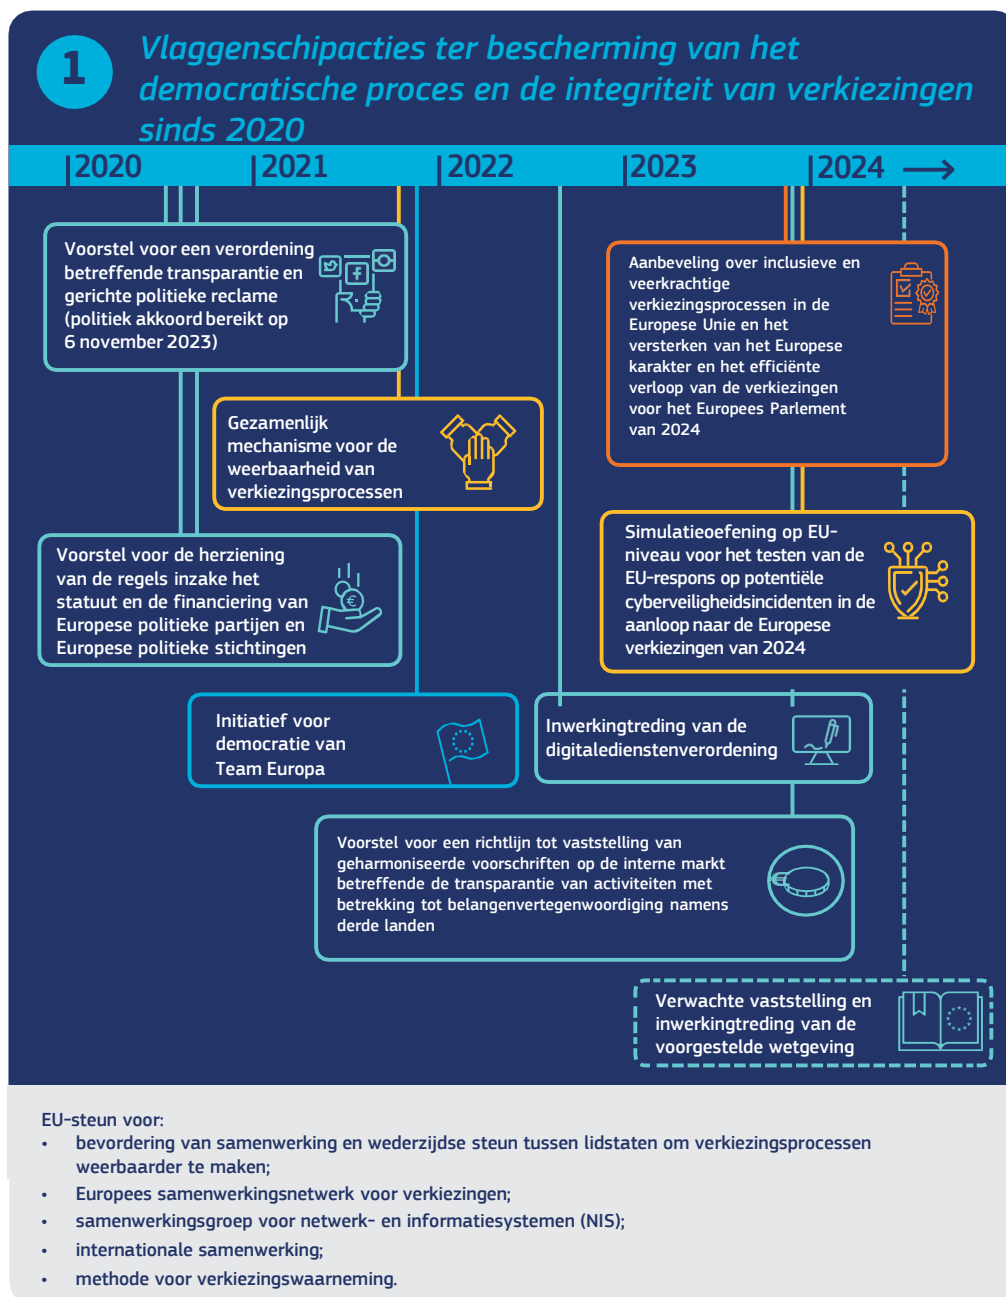 1
Vlaggenschipacties ter bescherming van het
democratische proces en de integriteit van verkiezingen
sinds 2020
2020
2021
2022
2023
2024
Voorstel voor een verordening
betreffende transparantie en
gerichte politieke reclame
(politiek akkoord bereikt op
6 november 2023)
Aanbeveling over inclusieve en
veerkrachtige
verkiezingsprocessen in de
Europese Unie en het
versterken van het Europese
karakter en het efficiënte
verloop van de verkiezingen
voor het Europees Parlement
van 2024
Gezamenlijk
mechanisme voor de
weerbaarheid van
verkiezingsprocessen
Voorstel voor de herziening
van de regels inzake het
statuut en de financiering van
Europese politieke partijen en
Europese politieke stichtingen
€
Simulatieoefening op EU-
niveau voor het testen van de
EU-respons op potentiële
cyberveiligheidsincidenten in de
aanloop naar de Europese
verkiezingen van 2024
Initiatief voor
democratie van
Team Europa
Inwerkingtreding van de
digitaledienstenverordening
Voorstel voor een richtlijn tot vaststelling van
geharmoniseerde voorschriften op de interne markt
betreffende de transparantie van activiteiten met
betrekking tot belangenvertegenwoordiging namens
derde landen
Verwachte vaststelling en
inwerkingtreding van de
voorgestelde wetgeving
EU-steun voor:
• bevordering van samenwerking en wederzijdse steun tussen lidstaten om verkiezingsprocessen
weerbaarder te maken;
• Europees samenwerkingsnetwerk voor verkiezingen;
• samenwerkingsgroep voor netwerk- en informatiesystemen (NIS);
• internationale samenwerking;
• methode voor verkiezingswaarneming.